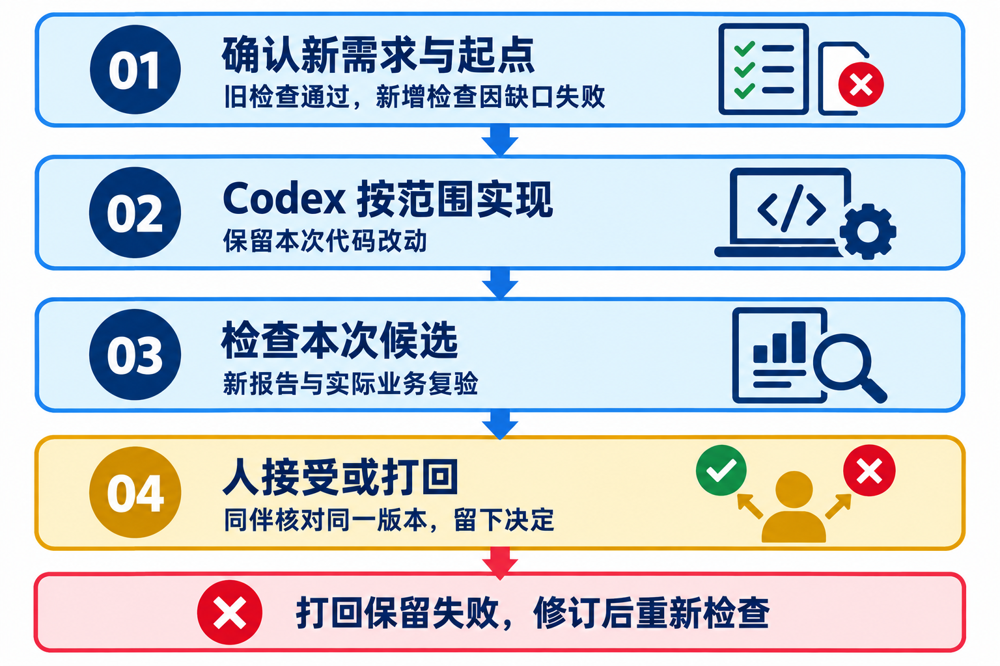 01
确认新需求与起点
旧检查通过，新增检查因缺口失败
02
Codex 按范围实现
保留本次代码改动
</>
03
检查本次候选
新报告与实际业务复验
04
人接受或打回
同伴核对同一版本，留下决定
打回保留失败，修订后重新检查